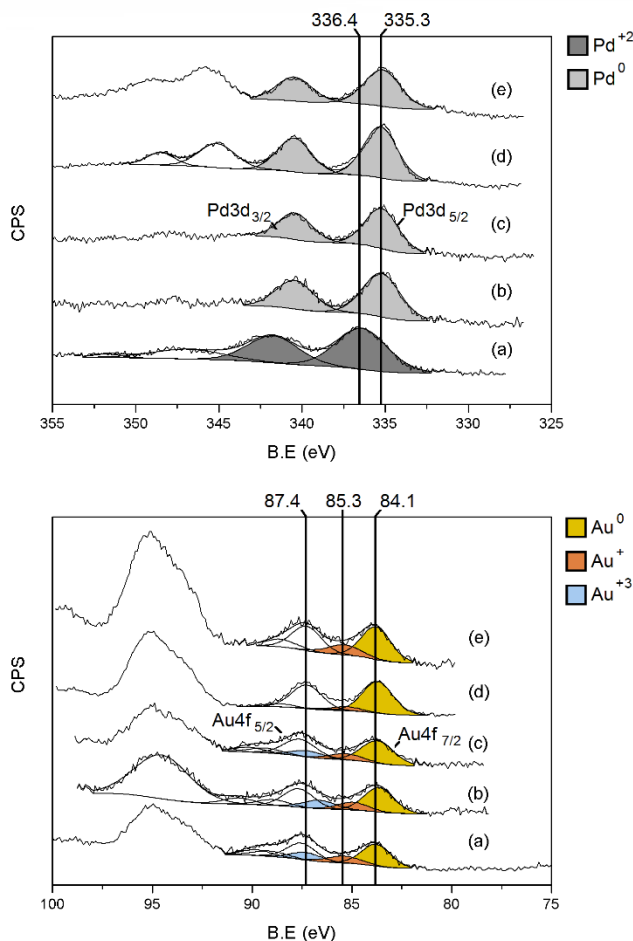 336.4 335.3
Pd+2
Pd0
(e)
(d)
Pd3d3/2
Pd3d5/2
(c)
(b)
(a)
CPS
355 350 345 340 335 330 325
B.E (eV)
87.4 85.3 84.1
Au0
Au+
Au+3
(e)
(d)
Au4f5/2
Au4f7/2
(c)
(b)
(a)
CPS
100 95 90 85 80 75
B.E (eV)